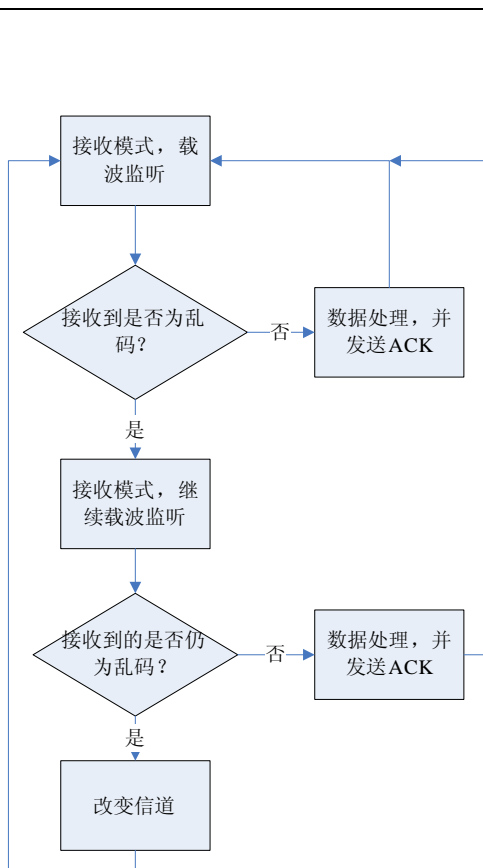 接收模式，载
波监听
接收到是否为乱
码？
否
数据处理，并
发送ACK
是
接收模式，继
续载波监听
接收到的是否仍
为乱码？
否
数据处理，并
发送ACK
是
改变信道